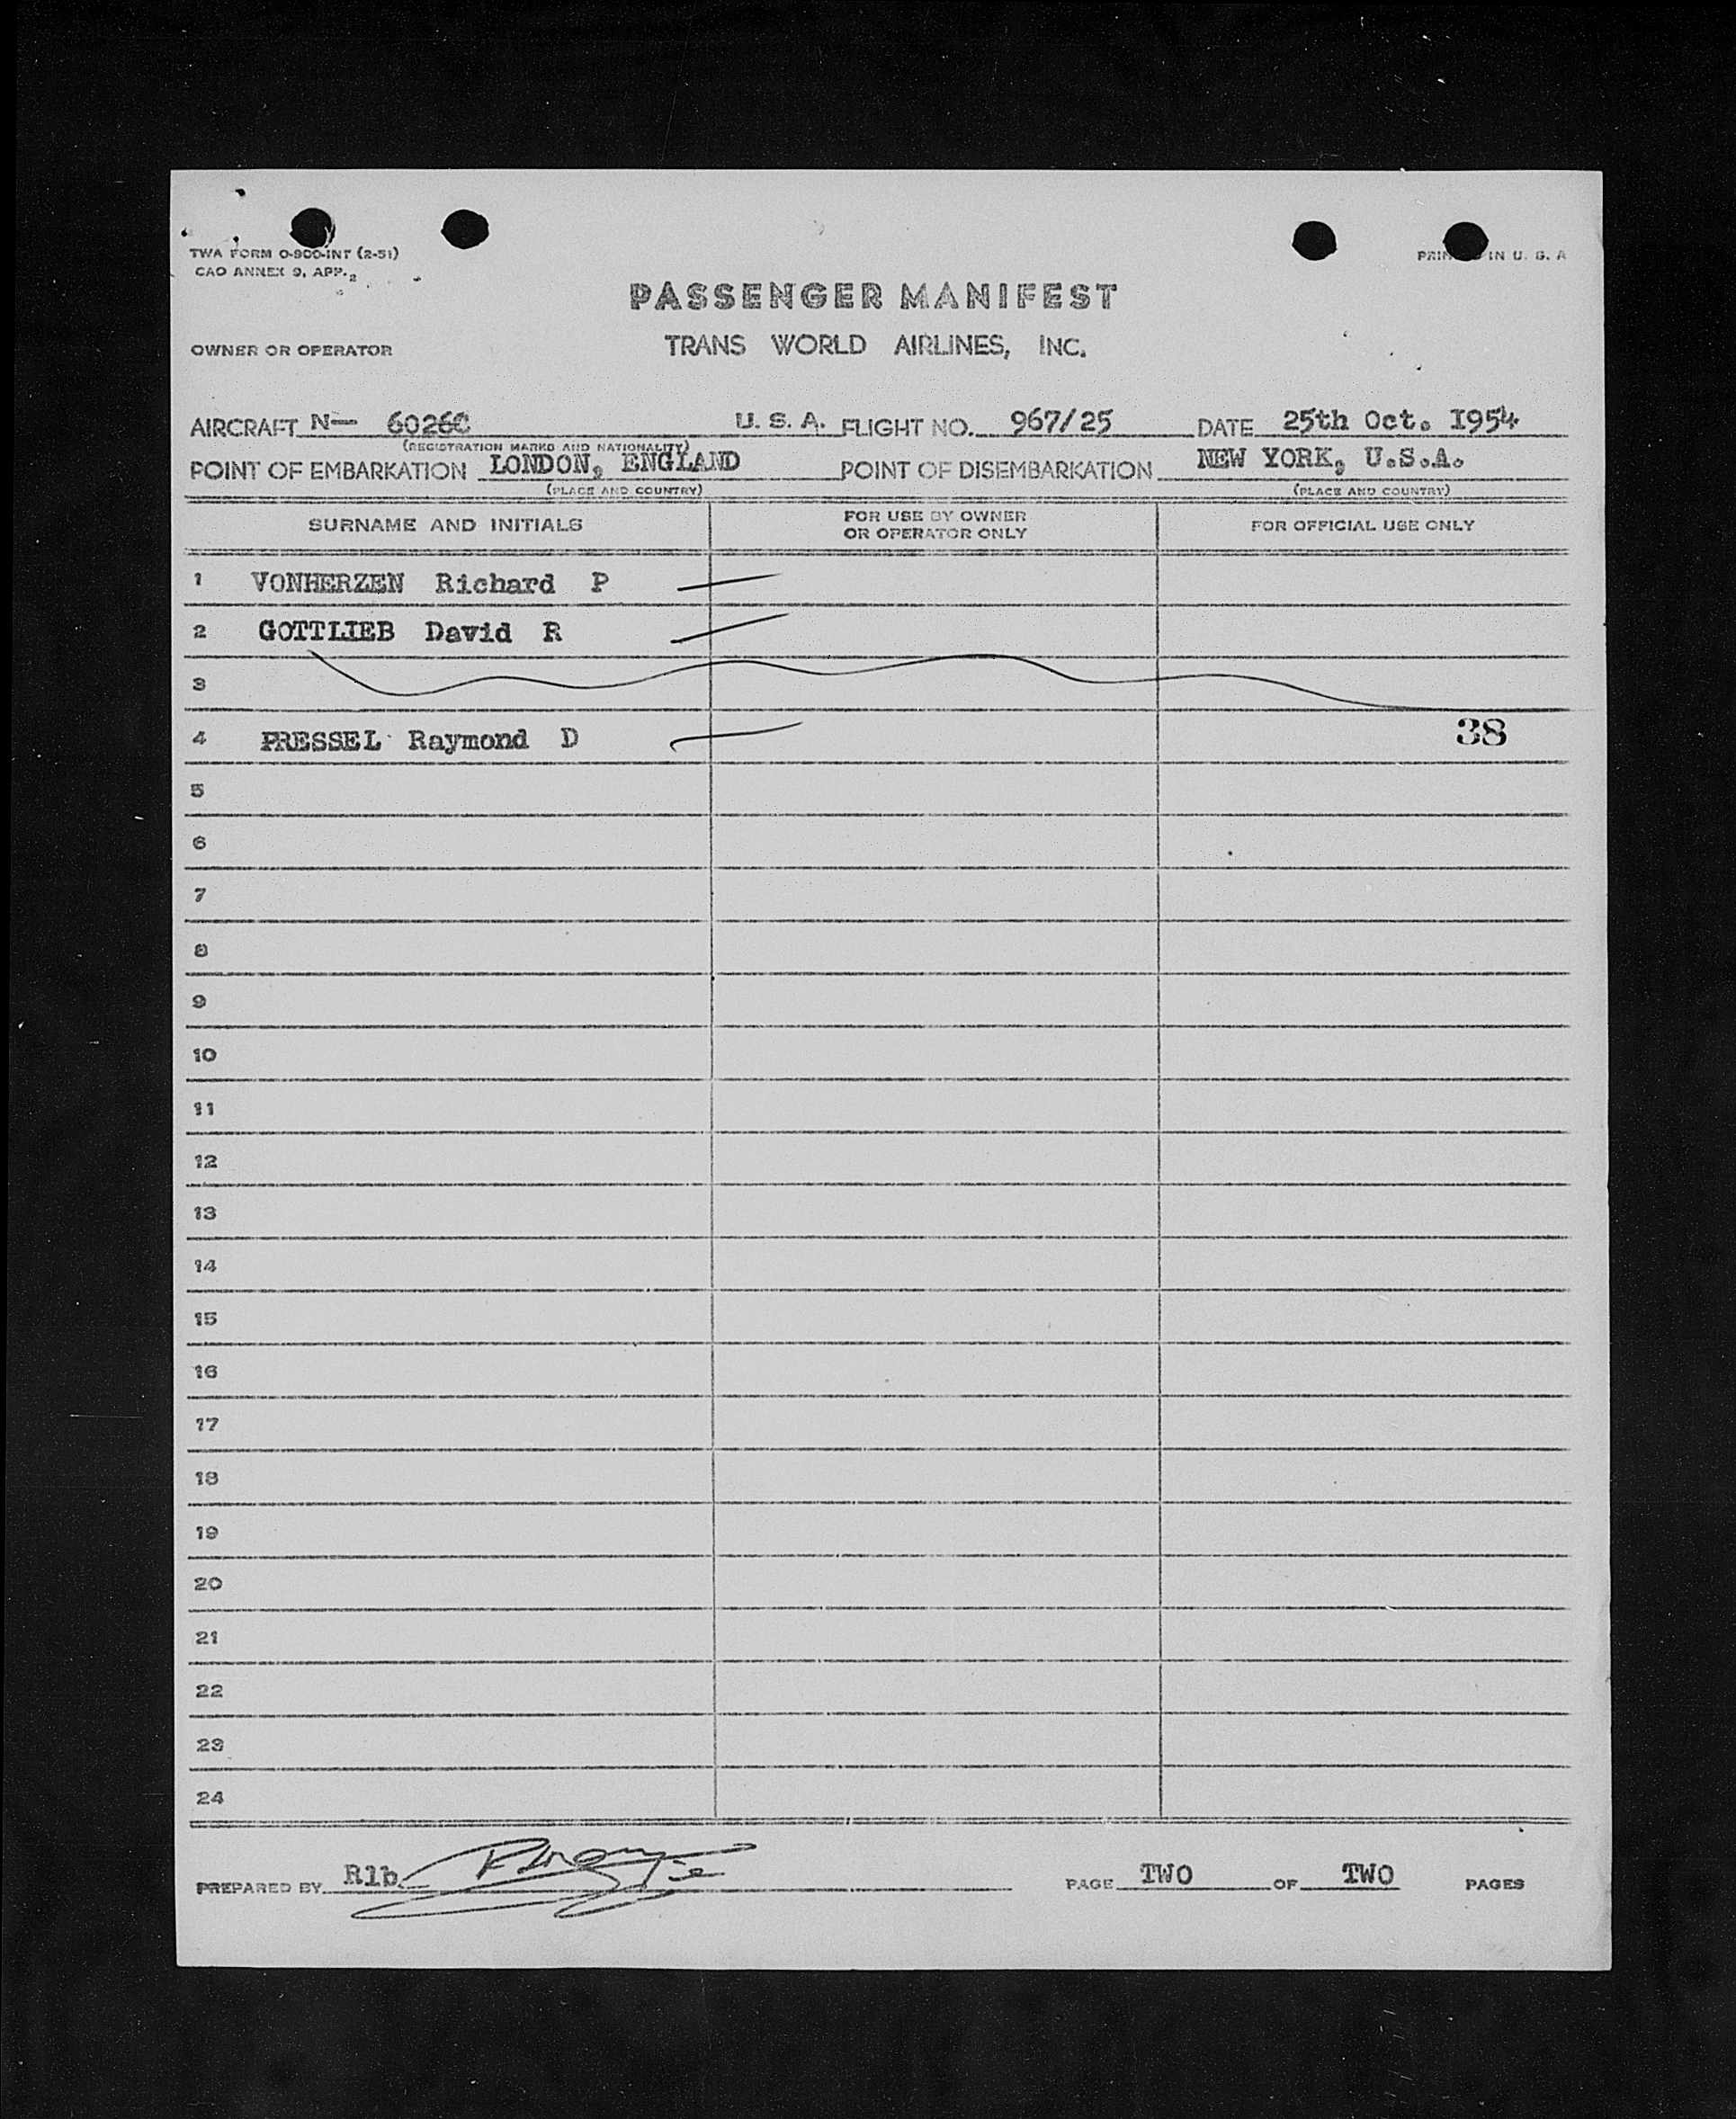 TWA FORM O-900-INT (2-51)
CAO ANNEX 9, APP. 2
PRIN IN U. S. A
PASSENGER MANIFEST
OWNER OR OPERATOR TRANS WORLD AIRLINES, INC.
AIRCRAFT N— 6026C U. S. A. FLIGHT NO. 967/25 DATE 25th Oct. 1954
(REGISTRATION MARKS AND NATIONALITY)
POINT OF EMBARKATION LONDON, ENGLAND POINT OF DISEMBARKATION NEW YORK, U.S.A.
(PLACE AND COUNTRY) (PLACE AND COUNTRY)
SURNAME AND INITIALS FOR USE BY OWNER OR OPERATOR ONLY FOR OFFICIAL USE ONLY
1 VONHERZEN Richard P
2 GOTTLIEB David R
3
4 PRESSEL Raymond D 38
5
6
7
8
9
10
11
12
13
14
15
16
17
18
19
20
21
22
23
24
PREPARED BY Rlb PAGE TWO OF TWO PAGES